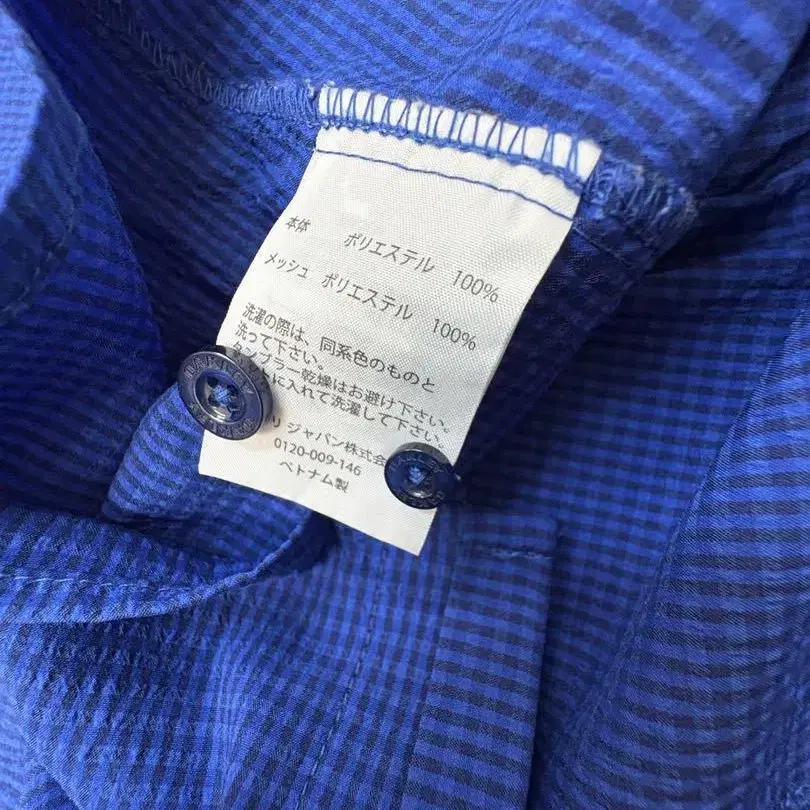 本体 ポリエステル 100%
メッシュ ポリエステル 100%
洗濯の際は、同系色のものと
洗って下さい。
タンブラー乾燥はお避け下さい。
に入れて洗濯して下さい。
リ ジャパン株式会
0120-009-146
ベトナム製